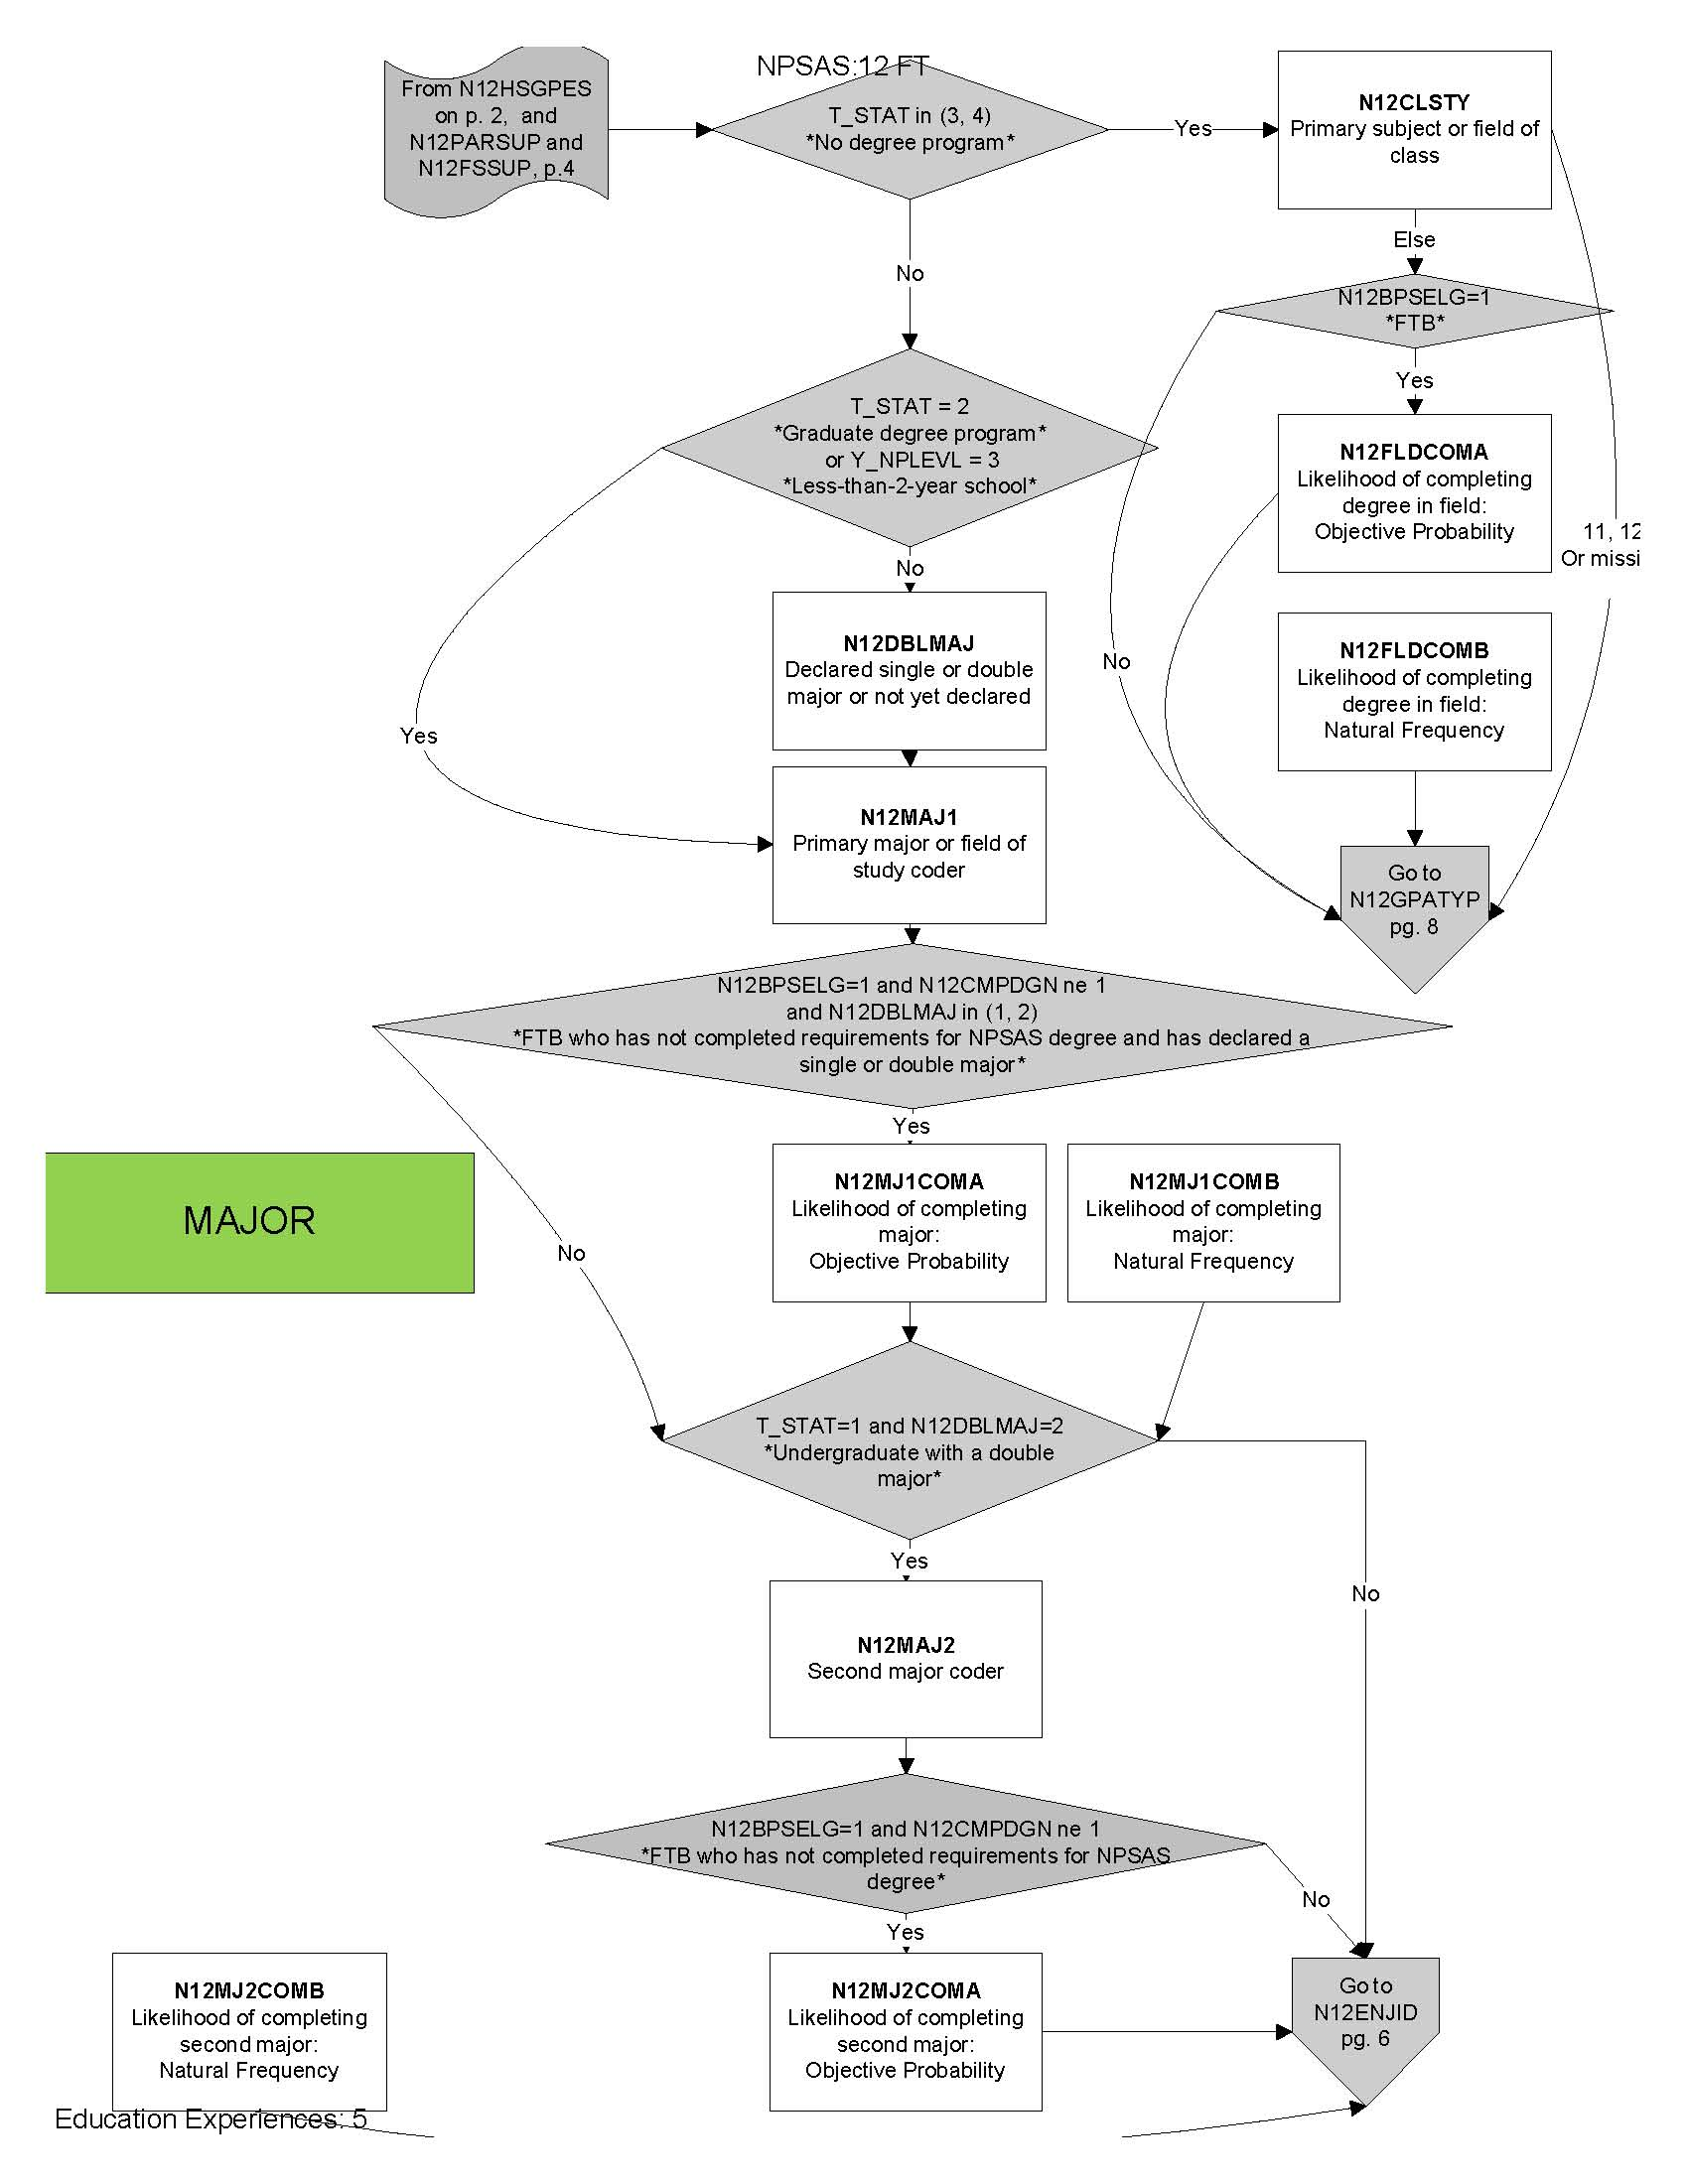 NPSAS:12 FT
From N12HSGPES
on p. 2, and
N12PARSUP and
N12FSSUP, p.4
T_STAT in (3, 4)
*No degree program*
Yes
N12CLSTY
Primary subject or field of
class
Else
No
N12BPSELG=1
*FTB*
Yes
T_STAT = 2
*Graduate degree program*
or Y_NPLEVL = 3
*Less-than-2-year school*
N12FLDCOMA
Likelihood of completing
degree in field:
Objective Probability
11, 12
Or missi
No
N12DBLMAJ
Declared single or double
major or not yet declared
No
N12FLDCOMB
Likelihood of completing
degree in field:
Natural Frequency
Yes
N12MAJ1
Primary major or field of
study coder
Go to
N12GPATYP
pg. 8
N12BPSELG=1 and N12CMPDGN ne 1
and N12DBLMAJ in (1, 2)
*FTB who has not completed requirements for NPSAS degree and has declared a
single or double major*
Yes
MAJOR
No
N12MJ1COMA
Likelihood of completing
major:
Objective Probability
N12MJ1COMB
Likelihood of completing
major:
Natural Frequency
T_STAT=1 and N12DBLMAJ=2
*Undergraduate with a double
major*
Yes
No
N12MAJ2
Second major coder
N12BPSELG=1 and N12CMPDGN ne 1
*FTB who has not completed requirements for NPSAS
degree*
No
Yes
N12MJ2COMB
Likelihood of completing
second major:
Natural Frequency
N12MJ2COMA
Likelihood of completing
second major:
Objective Probability
Go to
N12ENJID
pg. 6
Education Experiences: 5